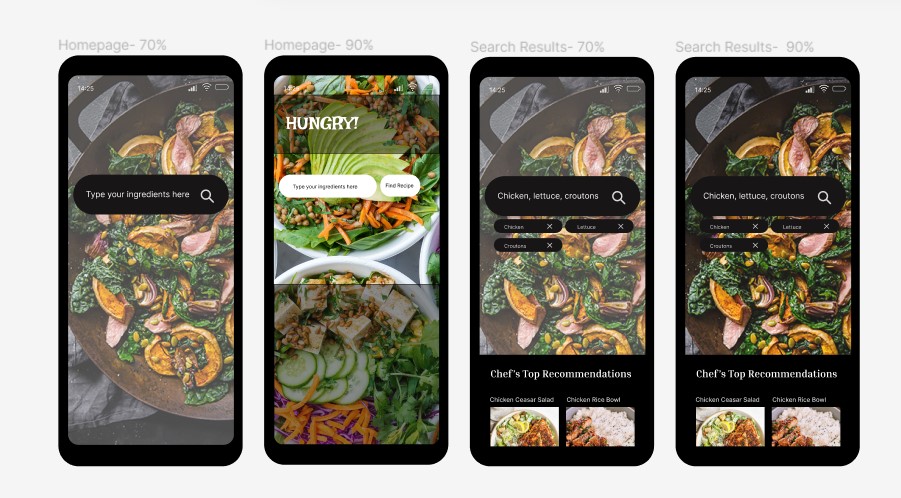 Homepage- 70%
14:25
Type your ingredients here
Homepage- 90%
14:25
HUNGRY!
Type your ingredients here
Find Recipe
Search Results- 70%
14:25
Chicken, lettuce, croutons
Chicken
Lettuce
Croutons
Chef's Top Recommendations
Chicken Ceasar Salad
Chicken Rice Bowl
Search Results- 90%
14:25
Chicken, lettuce, croutons
Chicken
Lettuce
Croutons
Chef's Top Recommendations
Chicken Ceasar Salad
Chicken Rice Bowl